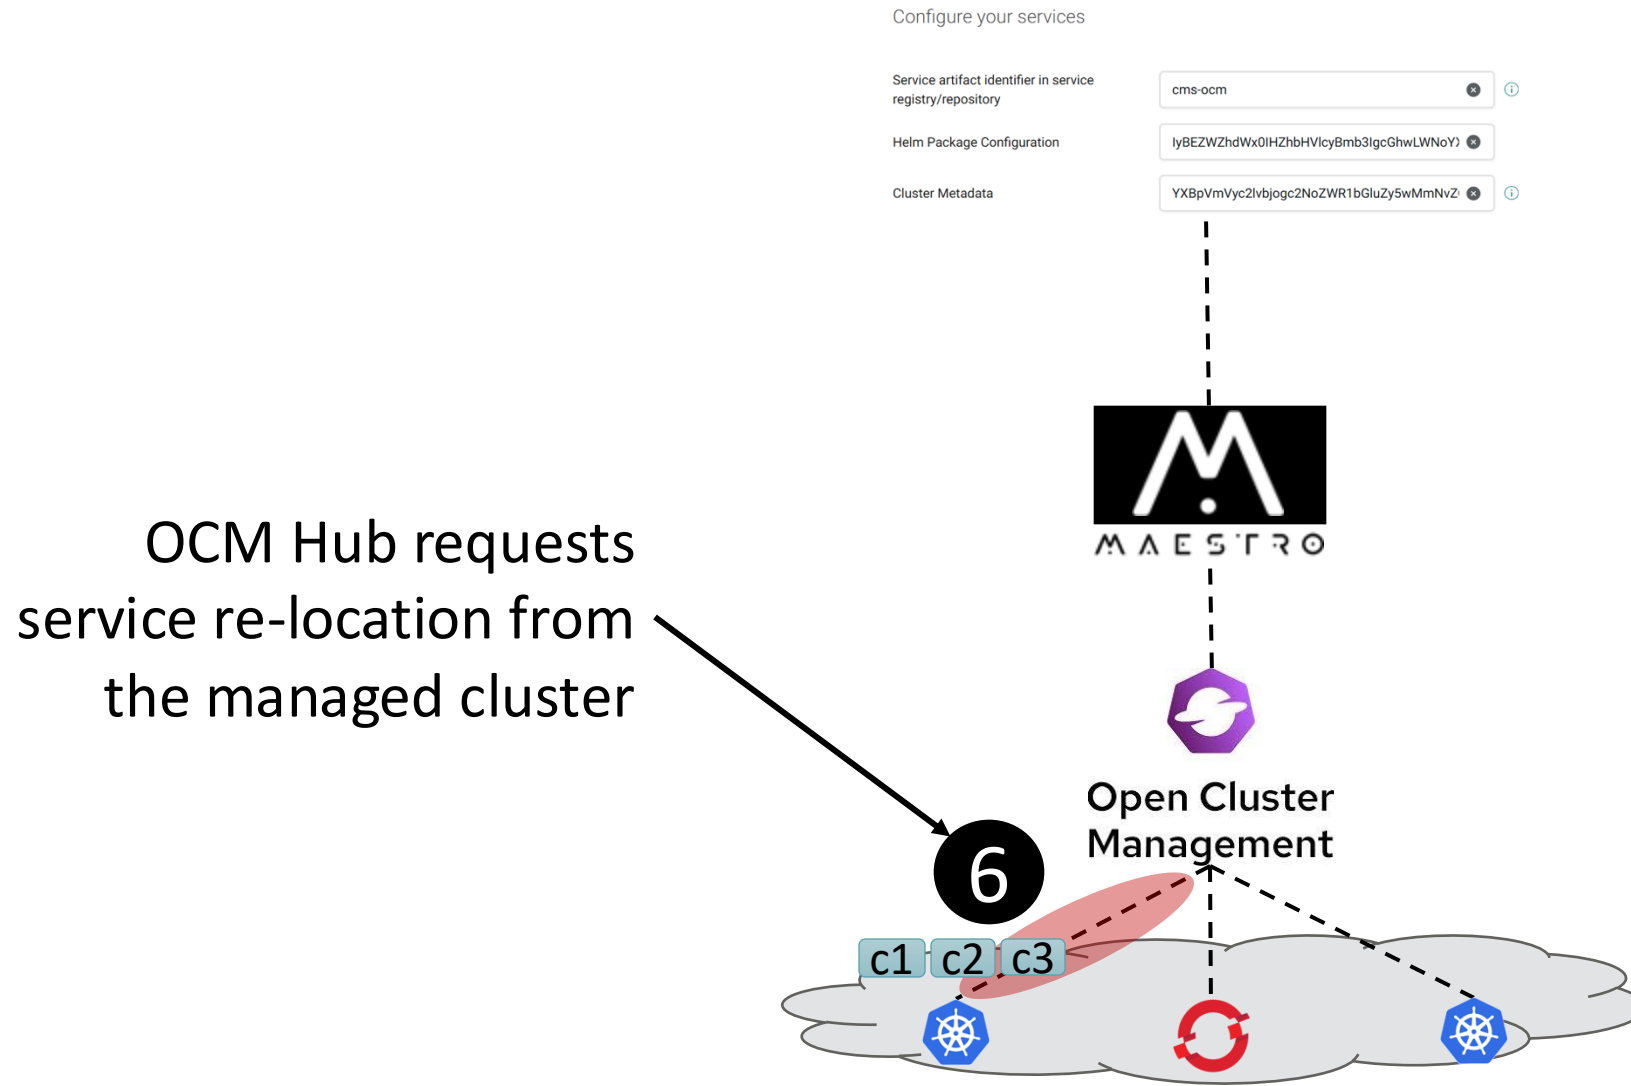 Configure your services
Service artifact identifier in service
registry/repository
cms-ocm
Helm Package Configuration
IyBEZWZhdWx0IHZhbHVlcyBmb3IgcGhwLWNoY
Cluster Metadata
YXBpVmVyc2lvbjogc2NoZWR1bGluZy5wMmNvZ
MAESTRO
OCM Hub requests
service re-location from
the managed cluster
Open Cluster
Management
6
c1 c2 c3